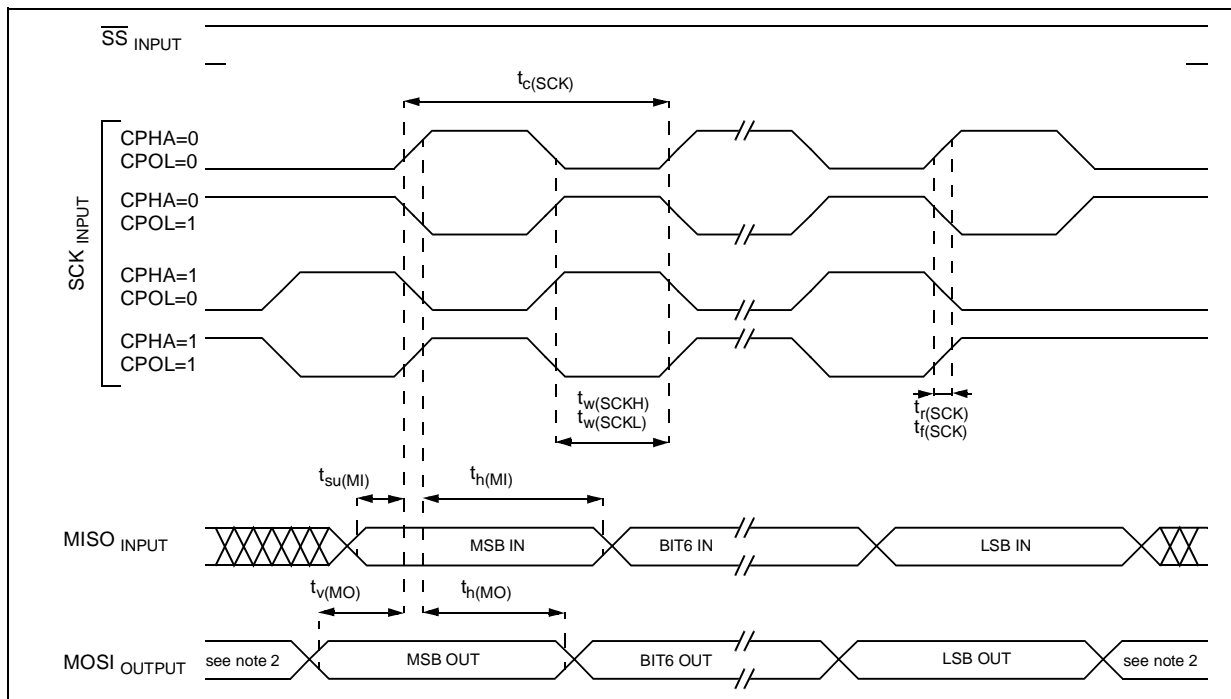 SS INPUT
tc(SCK)
SCK INPUT
CPHA=0
CPOL=0
CPHA=0
CPOL=1
CPHA=1
CPOL=0
CPHA=1
CPOL=1
tw(SCKH)
tw(SCKL)
tr(SCK)
tf(SCK)
tsu(MI)
th(MI)
MISO INPUT
MSB IN
BIT6 IN
LSB IN
tv(MO)
th(MO)
MOSI OUTPUT
see note 2
MSB OUT
BIT6 OUT
LSB OUT
see note 2